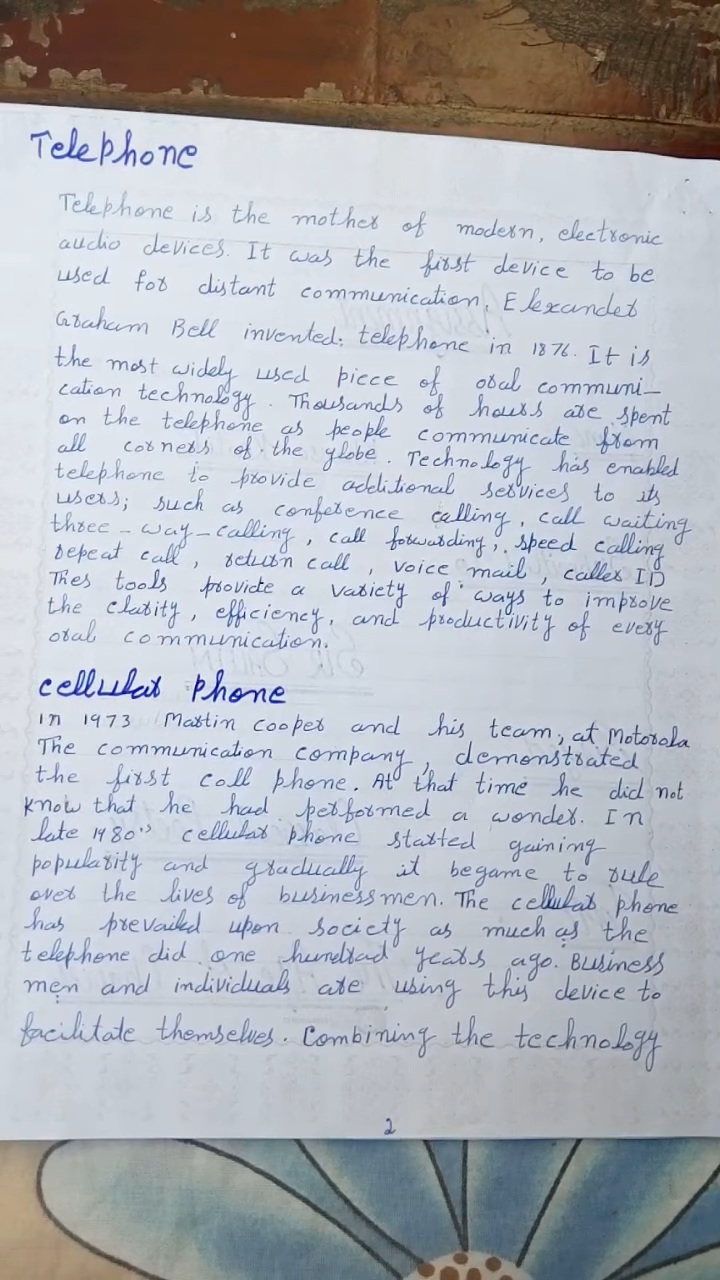 Telephone
Telephone is the mother of modern, electronic
audio devices. It was the first device to be
used for distant communication. Elexander
Graham Bell invented: telephone in 1876. It is
the most widely used piece of oral communi-
cation technology. Thousands of hours are spent
on the telephone as people communicate from
all corners of the globe. Technology has enabled
telephone to provide additional services to its
users; such as conference calling, call waiting
three-way-calling, call forwarding, speed calling
repeat call, return call, voice mail, caller ID
Thes tools provide a variety of ways to improve
the clarity, efficiency, and productivity of every
oral communication.
cellular phone
in 1973 Martin cooper and his team, at Motorola
The communication company, demonstrated
the first coll phone. At that time he did not
know that he had performed a wonder. In
late 1980's cellular phone started gaining
popularity and gradually it begame to rule
over the lives of businessmen. The cellular phone
has prevailed upon society as much as the
telephone did one hundrad years ago. Business
men and individuals are using this device to
facilitate themselves. Combining the technology
2